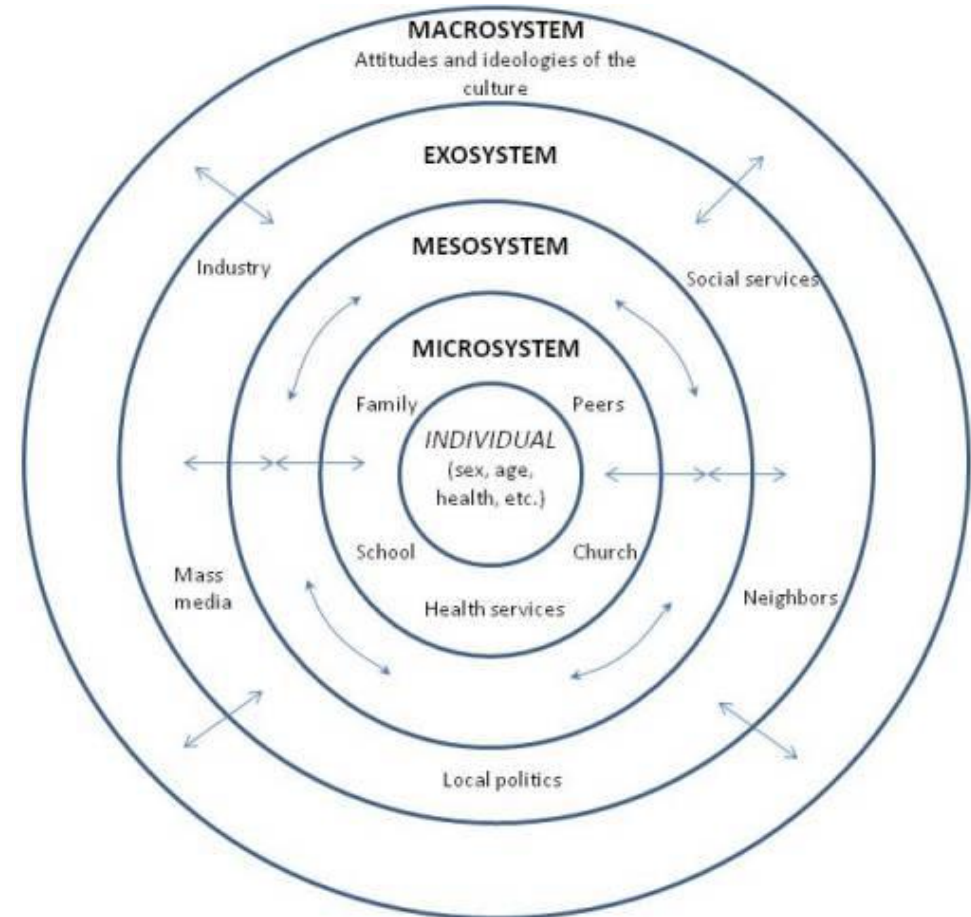 MACROSYSTEM
Attitudes and ideologies of the
culture
EXOSYSTEM
MESOSYSTEM
Industry
Social services
MICROSYSTEM
Family
Peers
INDIVIDUAL
(sex, age,
health, etc.)
School
Church
Mass
media
Health services
Neighbors
Local politics